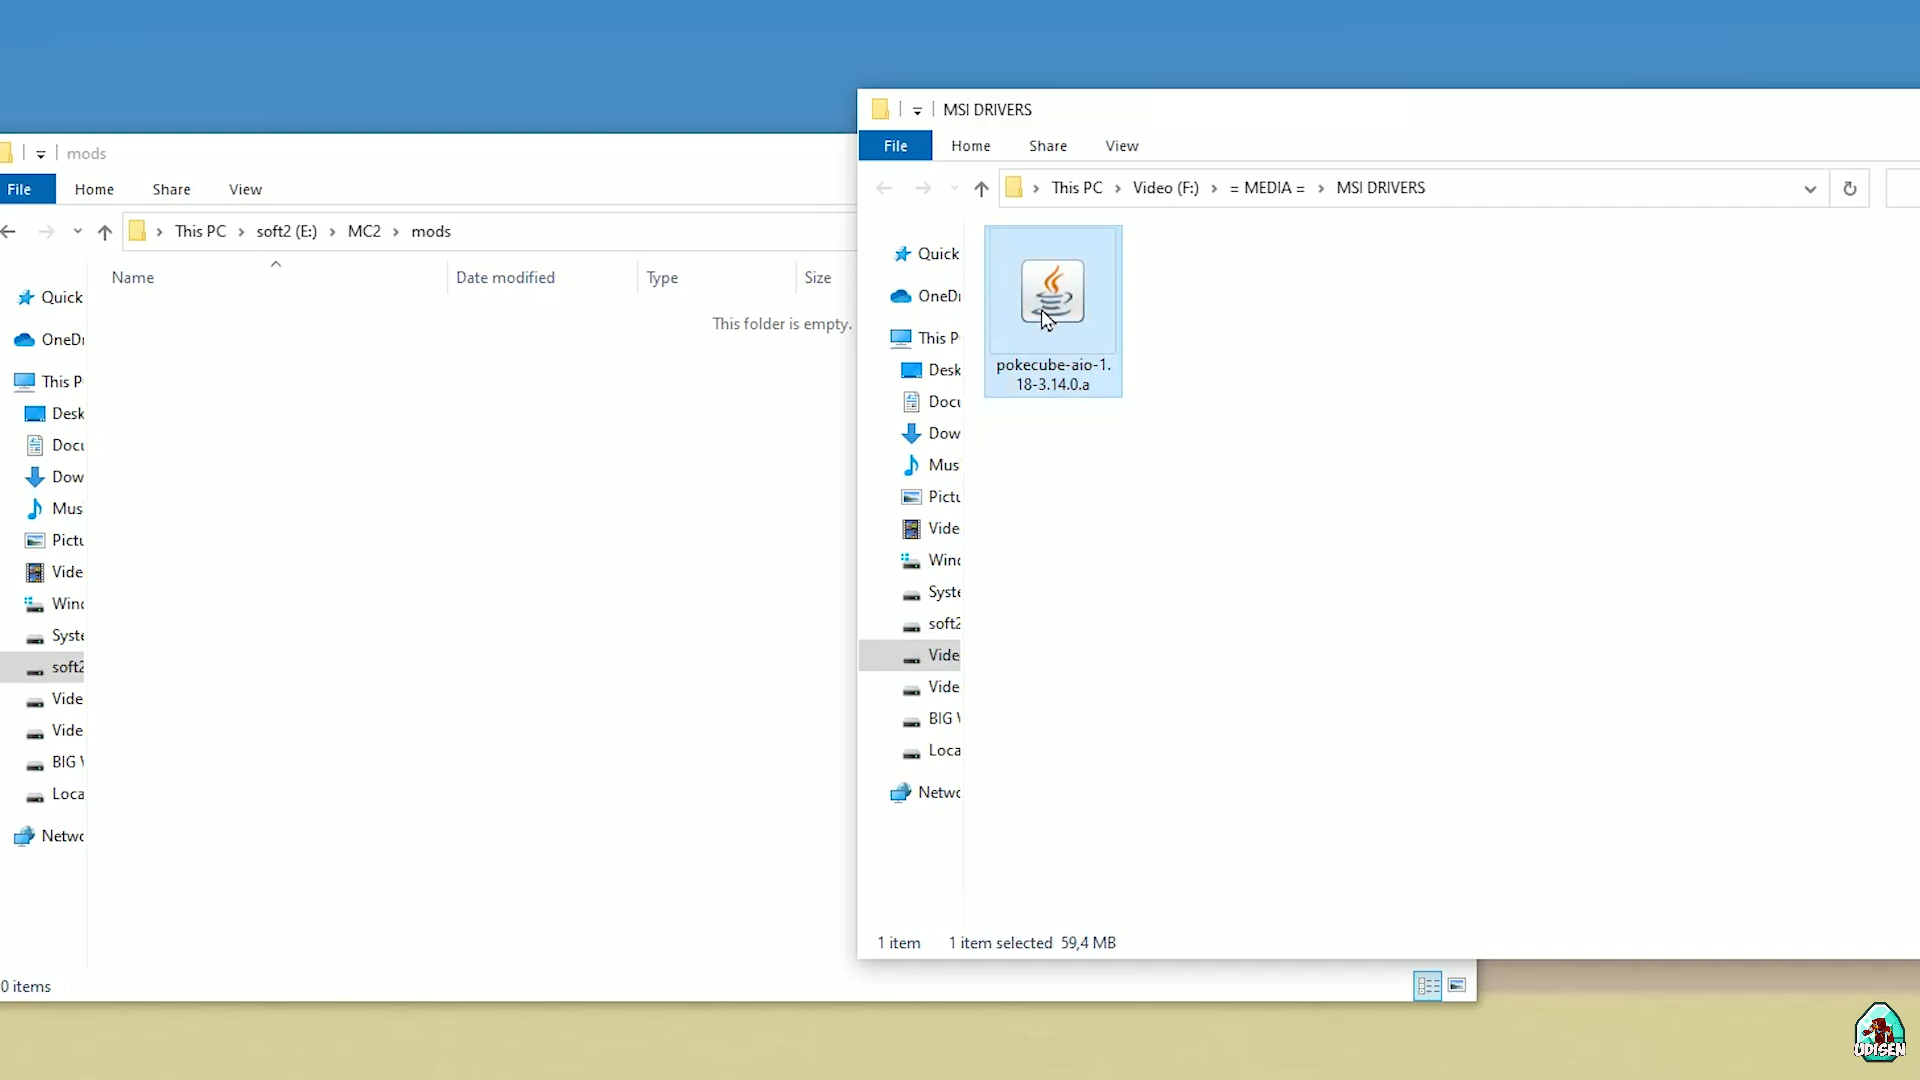 mods
File Home Share View
This PC soft2 (E:) MC2 mods
Name Date modified Type Size
This folder is empty.
Quick
OneDr
This P
Desk
Docu
Dow
Mus
Pictu
Vide
Wind
Syste
soft2
Vide
Vide
BIG
Loca
Netwo
0 items
MSI DRIVERS
File Home Share View
This PC Video (F:) = MEDIA = MSI DRIVERS
Quick
OneDr
This P
Desk
Docu
Dow
Mus
Pictu
Vide
Wind
Syste
soft2
Vide
Vide
BIG
Loca
Netwo
pokecube-aio-1.
18-3.14.0.a
1 item 1 item selected 59,4 MB
UDISEN